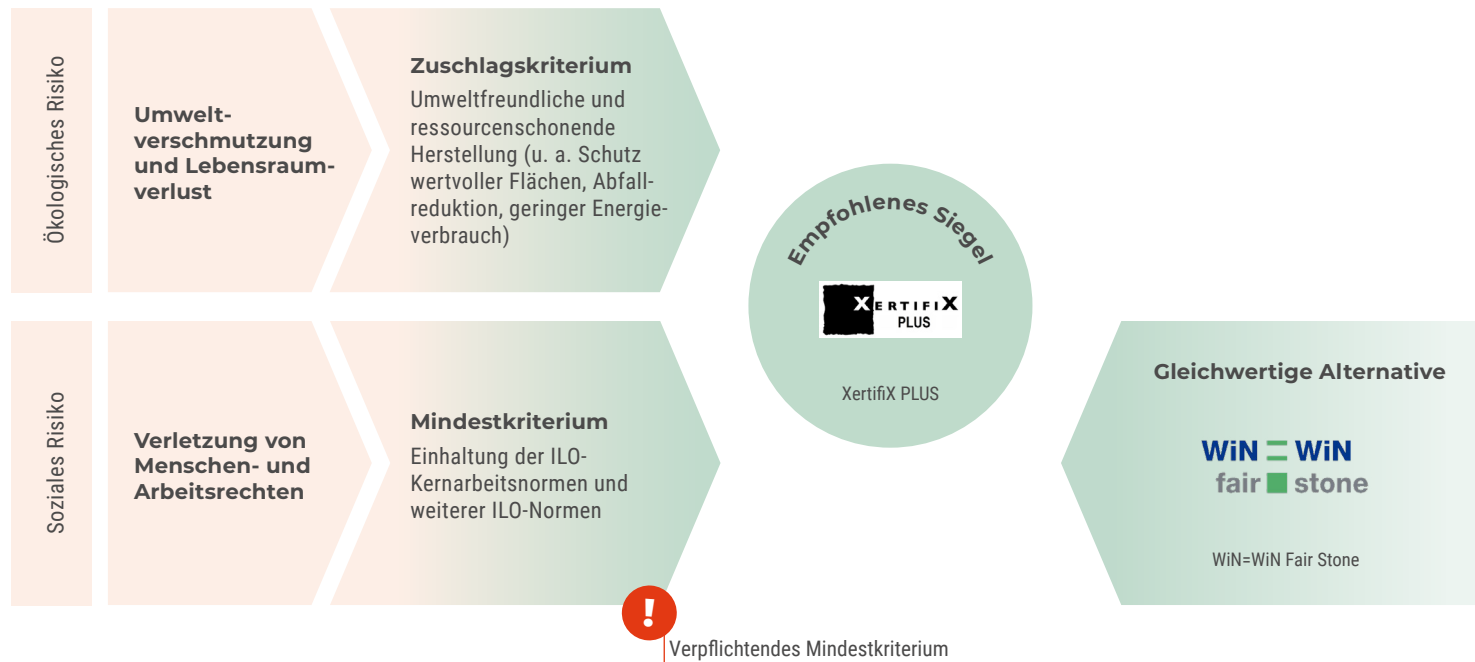 Ökologisches Risiko
Umwelt-
verschmutzung
und Lebensraum-
verlust
Zuschlagskriterium
Umweltfreundliche und
ressourcenschonende
Herstellung (u. a. Schutz
wertvoller Flächen, Abfall-
reduktion, geringer Energie-
verbrauch)
Soziales Risiko
Verletzung von
Menschen- und
Arbeitsrechten
Mindestkriterium
Einhaltung der ILO-
Kernarbeitsnormen und
weiterer ILO-Normen
!
Verpflichtendes Mindestkriterium
Empfohlenes Siegel
XERTIFIX
PLUS
XertifiX PLUS
Gleichwertige Alternative
WiN = WiN
fair stone
WiN=WiN Fair Stone